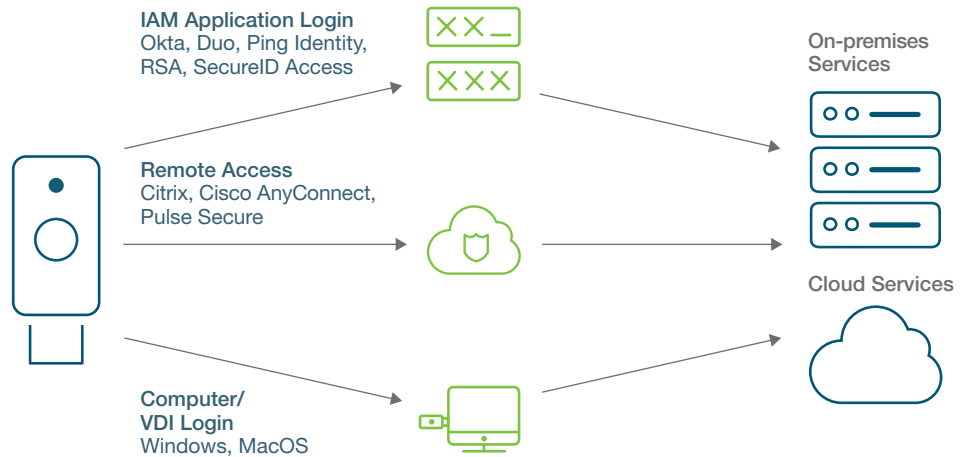 IAM Application Login
Okta, Duo, Ping Identity,
RSA, SecureID Access
Remote Access
Citrix, Cisco AnyConnect,
Pulse Secure
Computer/
VDI Login
Windows, MacOS
On-premises
Services
Cloud Services